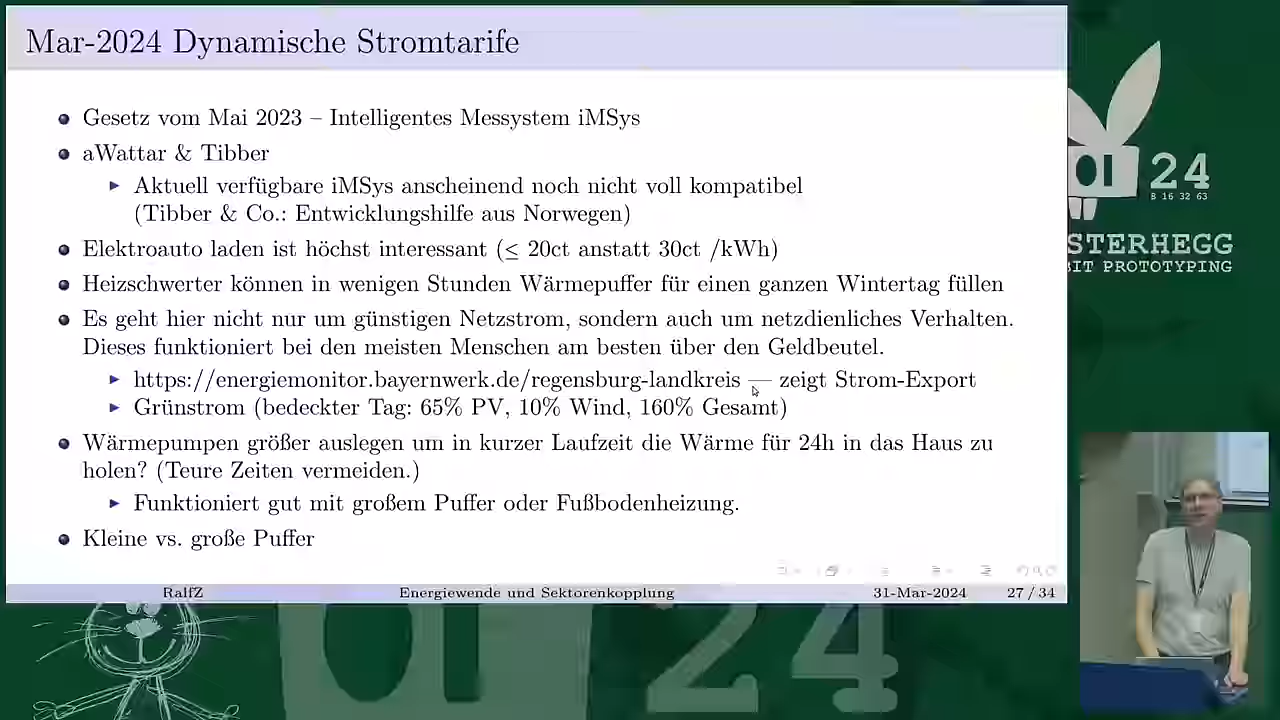 Mar-2024 Dynamische Stromtarife
Gesetz vom Mai 2023 – Intelligentes Messystem iMSys
aWattar & Tibber
Aktuell verfügbare iMSys anscheinend noch nicht voll kompatibel
(Tibber & Co.: Entwicklungshilfe aus Norwegen)
Elektroauto laden ist höchst interessant (≤ 20ct anstatt 30ct /kWh)
Heizschwerter können in wenigen Stunden Wärmepuffer für einen ganzen Wintertag füllen
Es geht hier nicht nur um günstigen Netzstrom, sondern auch um netzdienliches Verhalten.
Dieses funktioniert bei den meisten Menschen am besten über den Geldbeutel.
https://energiemonitor.bayernwerk.de/regensburg-landkreis — zeigt Strom-Export
Grünstrom (bedeckter Tag: 65% PV, 10% Wind, 160% Gesamt)
Wärmepumpen größer auslegen um in kurzer Laufzeit die Wärme für 24h in das Haus zu
holen? (Teure Zeiten vermeiden.)
Funktioniert gut mit großem Puffer oder Fußbodenheizung.
Kleine vs. große Puffer
RalfZ Energiewende und Sektorenkopplung 31-Mar-2024 27 / 34
24
8 16 32 63
STERHEGG
BIT PROTOTYPING
24